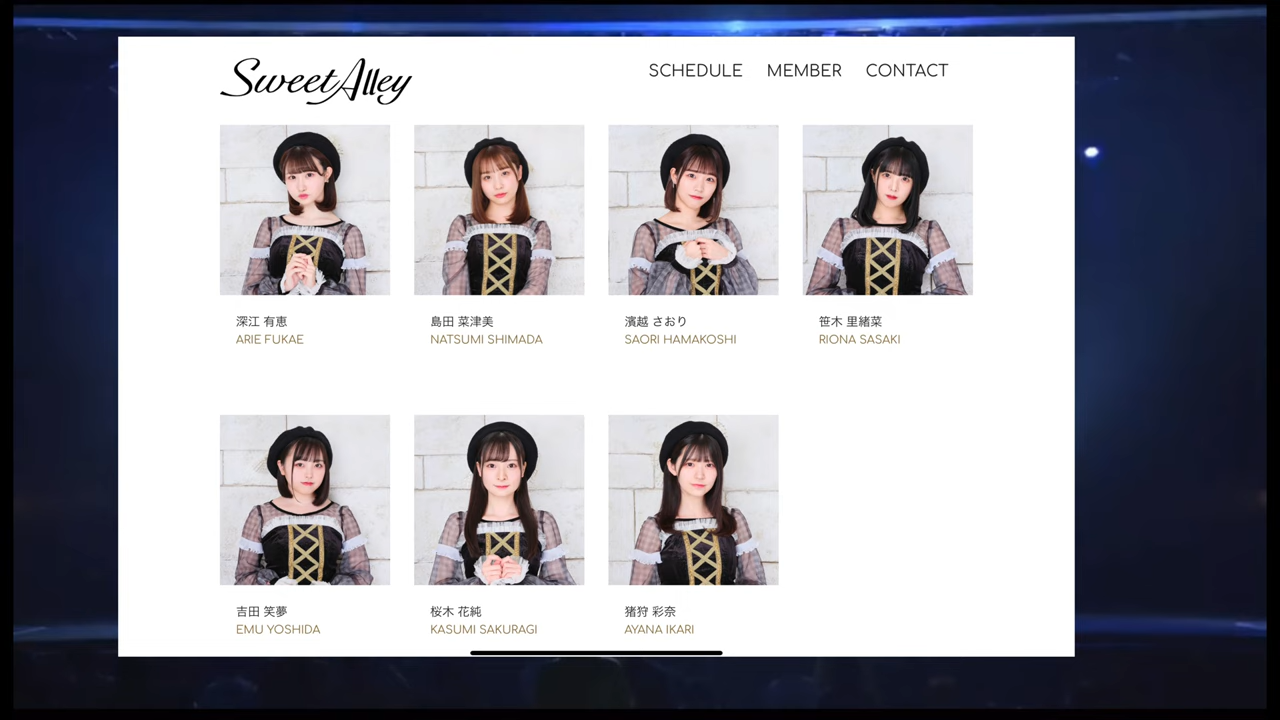 SweetAlley
SCHEDULE MEMBER CONTACT
深江 有恵
ARIE FUKAE
島田 菜津美
NATSUMI SHIMADA
濱越 さおり
SAORI HAMAKOSHI
笹木 里緒菜
RIONA SASAKI
吉田 笑夢
EMU YOSHIDA
桜木 花純
KASUMI SAKURAGI
猪狩 彩奈
AYANA IKARI